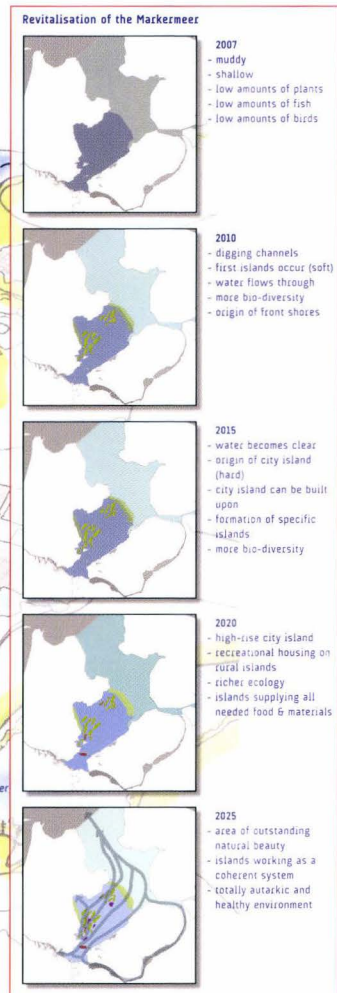 Revitalisation of the Markermeer
2007
- muddy
- shallow
- low amounts of plants
- low amounts of fish
- low amounts of birds
2010
- digging channels
- first islands occur (soft)
- water flows through
- more bio-diversity
- origin of front shores
2015
- water becomes clear
- origin of city island
(hard)
- city island can be built
upon
- formation of specific
islands
- more bio-diversity
2020
- high-rise city island
- recreational housing on
rural islands
- richer ecology
- islands supplying all
needed food & materials
er
2025
- area of outstanding
natural beauty
- islands working as a
coherent system
- totally autarkic and
healthy environment